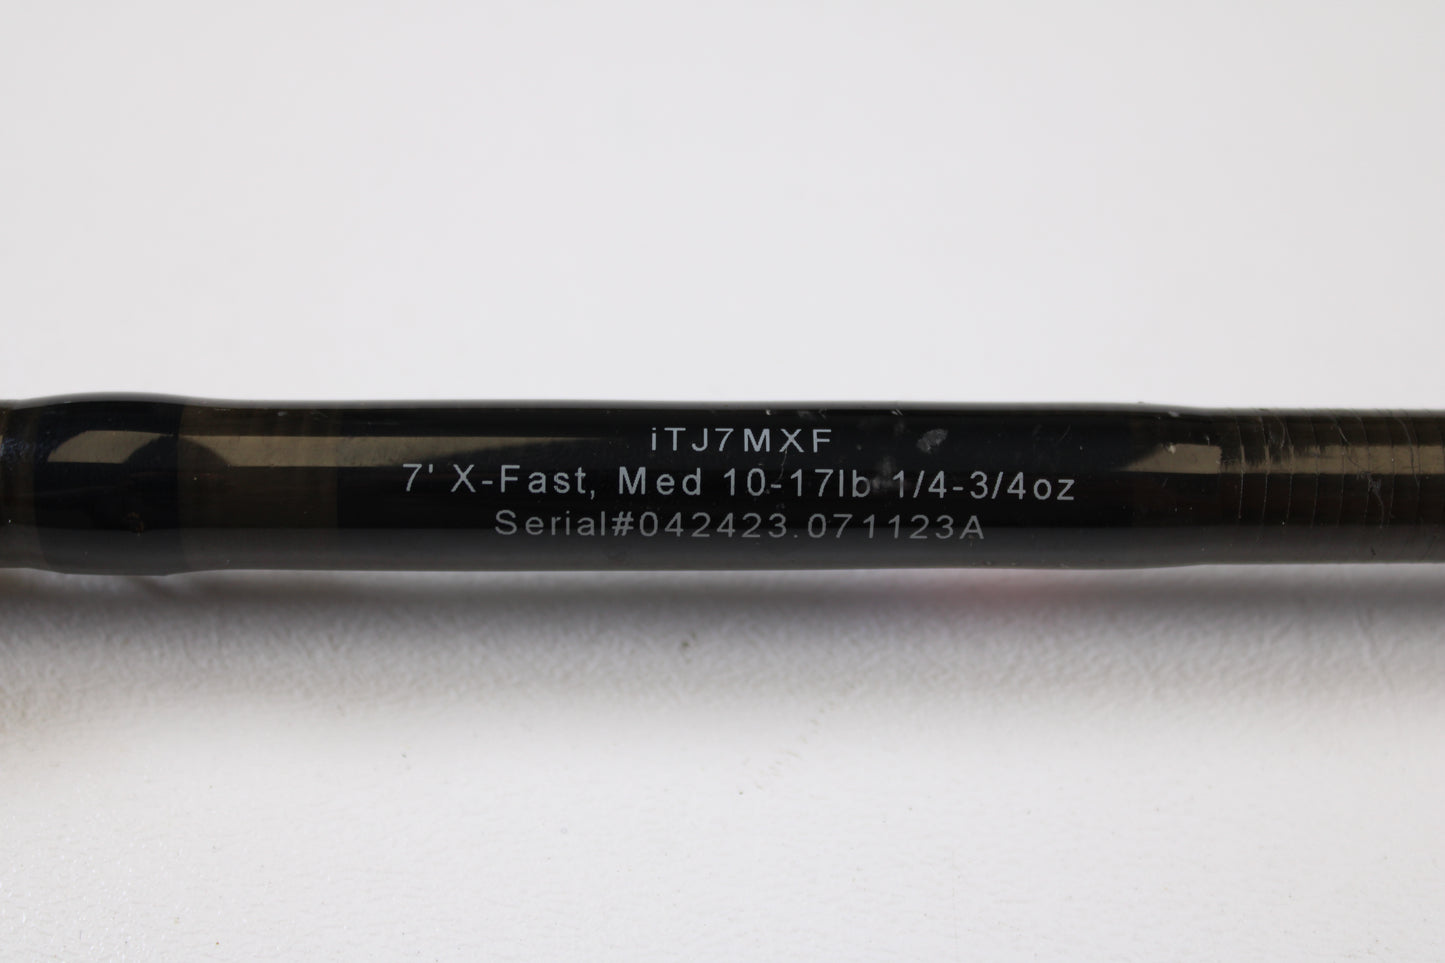 iTJ7MXF
7' X-Fast, Med 10-17lb 1/4-3/4oz
Serial#042423.071123A